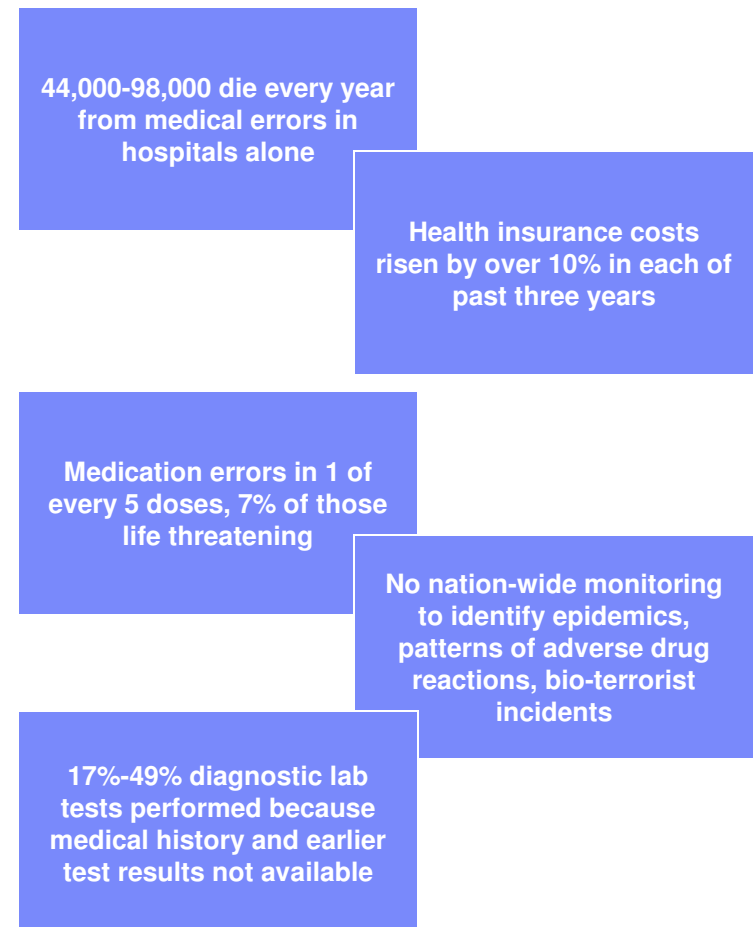 44,000-98,000 die every year
from medical errors in
hospitals alone
Health insurance costs
risen by over 10% in each of
past three years
Medication errors in 1 of
every 5 doses, 7% of those
life threatening
No nation-wide monitoring
to identify epidemics,
patterns of adverse drug
reactions, bio-terrorist
incidents
17%-49% diagnostic lab
tests performed because
medical history and earlier
test results not available